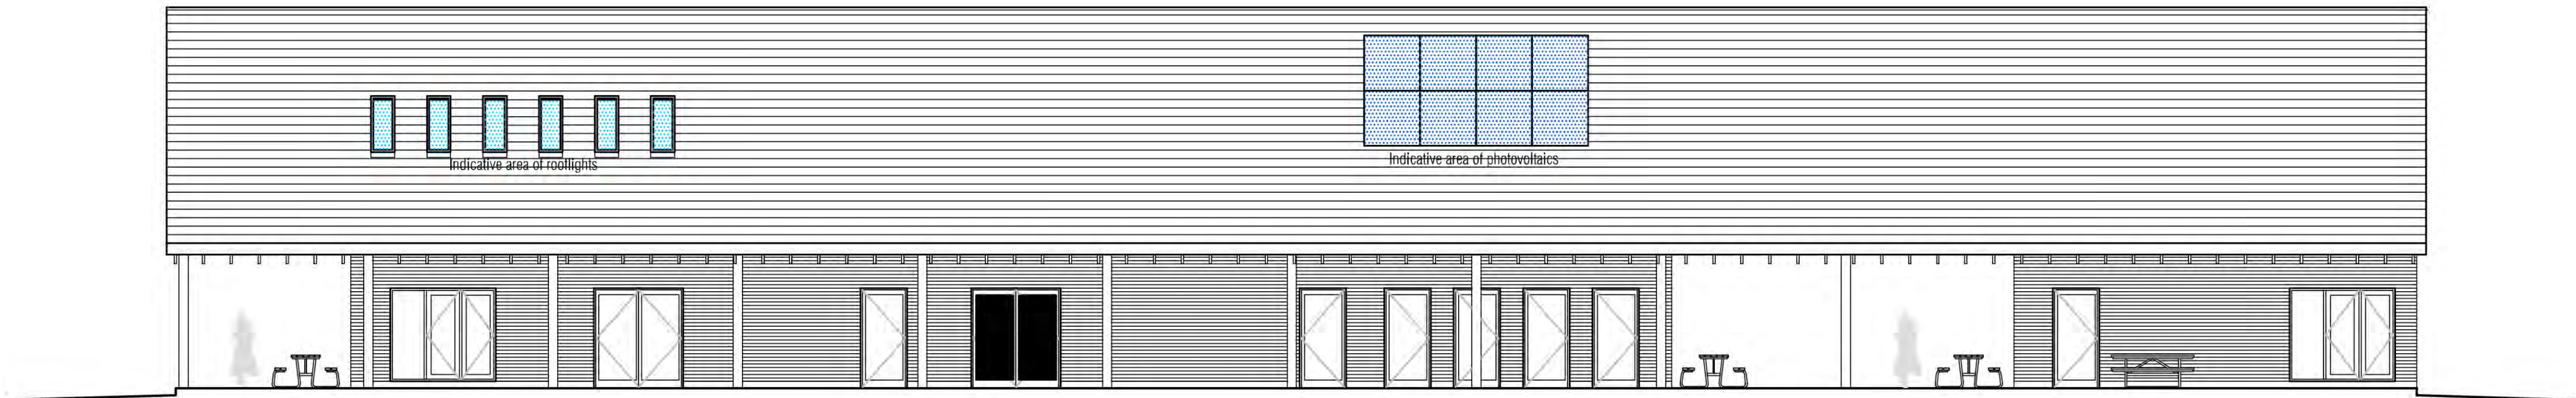 Indicative area of rooflights
Indicative area of photovoltaics